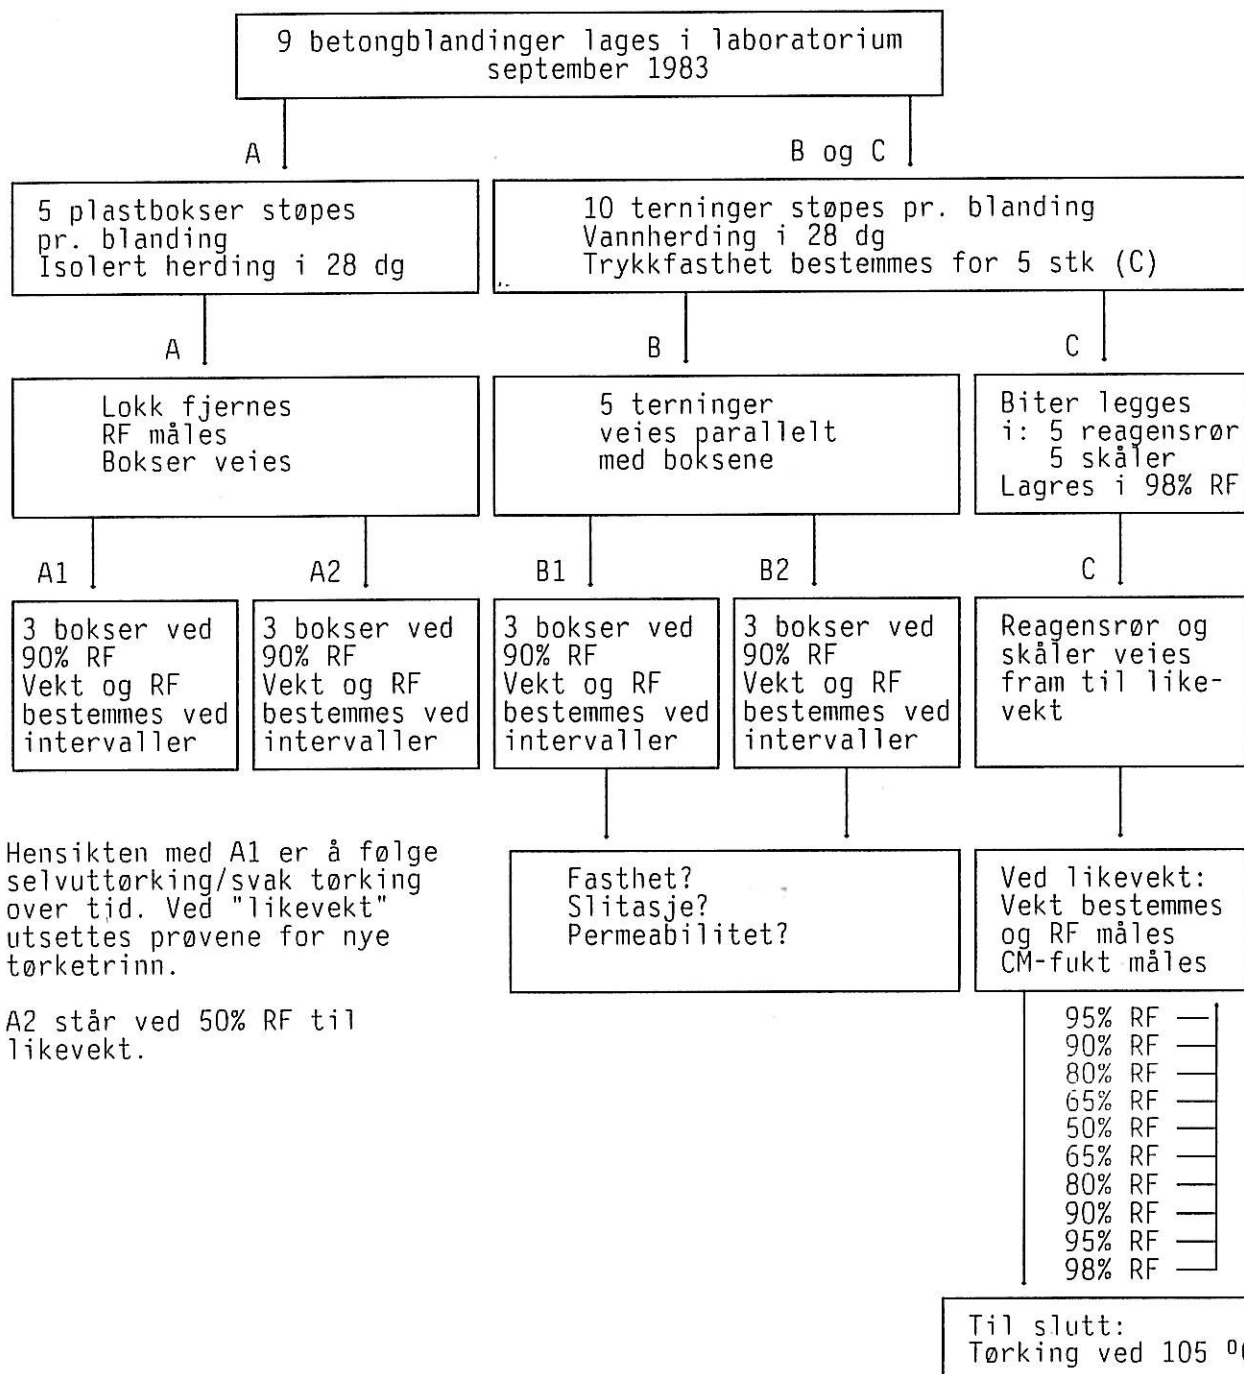 9 betongblandinger lages i laboratorium
september 1983
A
B og C
5 plastbokser støpes
pr. blanding
Isolert herding i 28 dg
10 terninger støpes pr. blanding
Vannherding i 28 dg
Trykkfasthet bestemmes for 5 stk (C)
A
B
C
Lokk fjernes
RF måles
Bokser veies
5 terninger
veies parallelt
med boksene
Biter legges
i: 5 reagensrør
5 skåler
Lagres i 98% RF
A1
A2
B1
B2
C
3 bokser ved
90% RF
Vekt og RF
bestemmes ved
intervaller
3 bokser ved
90% RF
Vekt og RF
bestemmes ved
intervaller
3 bokser ved
90% RF
Vekt og RF
bestemmes ved
intervaller
3 bokser ved
90% RF
Vekt og RF
bestemmes ved
intervaller
Reagensrør og
skåler veies
fram til like-
vekt
Hensikten med A1 er å følge
selvuttørking/svak tørking
over tid. Ved "likevekt"
utsettes prøvene for nye
tørketrinn.
A2 står ved 50% RF til
likevekt.
Fasthet?
Slitasje?
Permeabilitet?
Ved likevekt:
Vekt bestemmes
og RF måles
CM-fukt måles
95% RF
90% RF
80% RF
65% RF
50% RF
65% RF
80% RF
90% RF
95% RF
98% RF
Til slutt:
Tørking ved 105 º